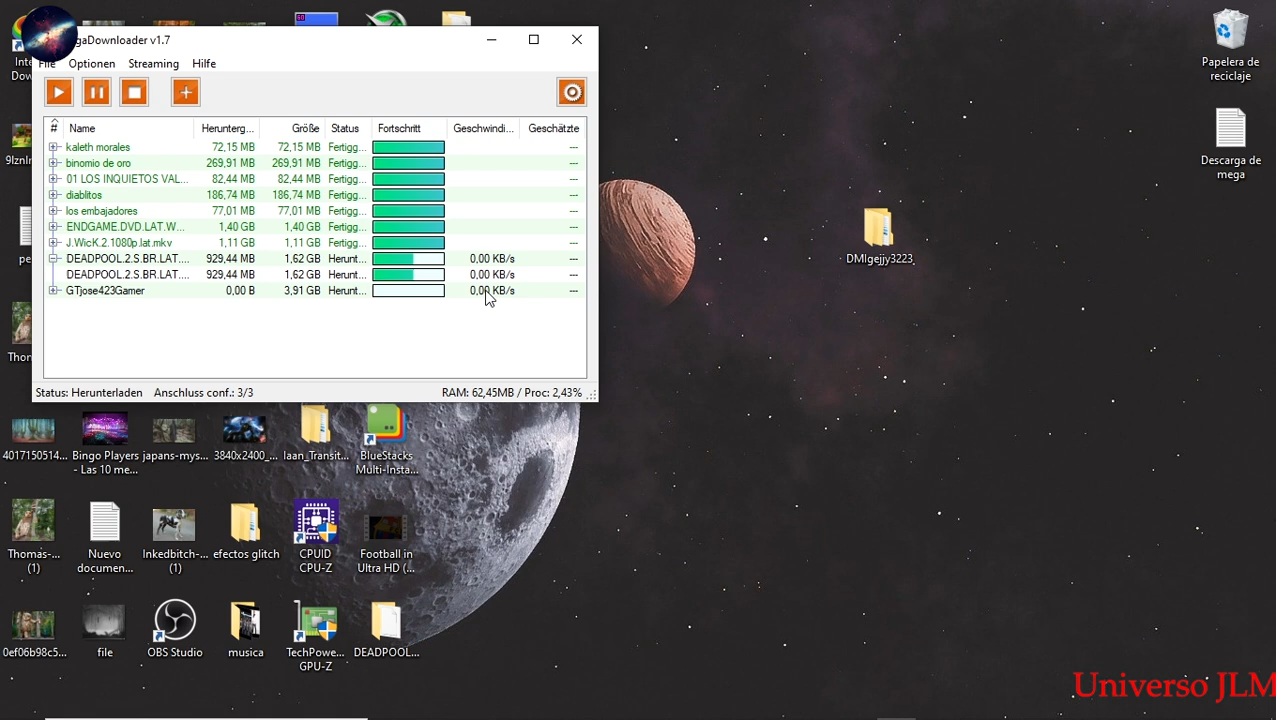 gaDownloader v1.7
File Optionen Streaming Hilfe
# Name Herunterg... Größe Status Fortschritt Geschwindi... Geschätzte
kaleth morales 72,15 MB 72,15 MB Fertigg... ---
binomio de oro 269,91 MB 269,91 MB Fertigg... ---
01 LOS INQUIETOS VAL... 82,44 MB 82,44 MB Fertigg... ---
diablitos 186,74 MB 186,74 MB Fertigg... ---
los embajadores 77,01 MB 77,01 MB Fertigg... ---
ENDGAME.DVD.LAT.W... 1,40 GB 1,40 GB Fertigg... ---
J.WicK.2.1080p.lat.mkv 1,11 GB 1,11 GB Fertigg... ---
DEADPOOL.2.S.BR.LAT.... 929,44 MB 1,62 GB Herunt... 0,00 KB/s ---
DEADPOOL.2.S.BR.LAT.... 929,44 MB 1,62 GB Herunt... 0,00 KB/s ---
GTjose423Gamer 0,00 B 3,91 GB Herunt... 0,00 KB/s ---
Status: Herunterladen Anschluss conf.: 3/3 RAM: 62,45MB / Proc: 2,43%
Papelera de
reciclaje
Descarga de
mega
DMIgejjy3223
Inte
Dow
9lznln
pe
Thon
4017150514...
Bingo Players
- Las 10 me...
japans-mys...
3840x2400_...
laan_Transit...
BlueStacks
Multi-Insta...
Thomas-...
(1)
Nuevo
documen...
Inkedbitch-...
(1)
efectos glitch
CPUID
CPU-Z
Football in
Ultra HD (...
0ef06b98c5...
file
OBS Studio
musica
TechPowe...
GPU-Z
DEADPOOL...
Universo JLM